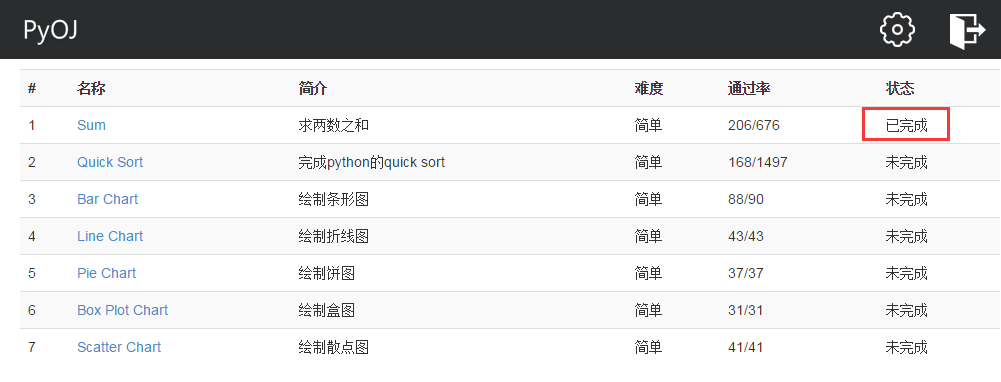 PyOJ
# 名称 简介 难度 通过率 状态
1 Sum 求两数之和 简单 206/676 已完成
2 Quick Sort 完成python的quick sort 简单 168/1497 未完成
3 Bar Chart 绘制条形图 简单 88/90 未完成
4 Line Chart 绘制折线图 简单 43/43 未完成
5 Pie Chart 绘制饼图 简单 37/37 未完成
6 Box Plot Chart 绘制盒图 简单 31/31 未完成
7 Scatter Chart 绘制散点图 简单 41/41 未完成